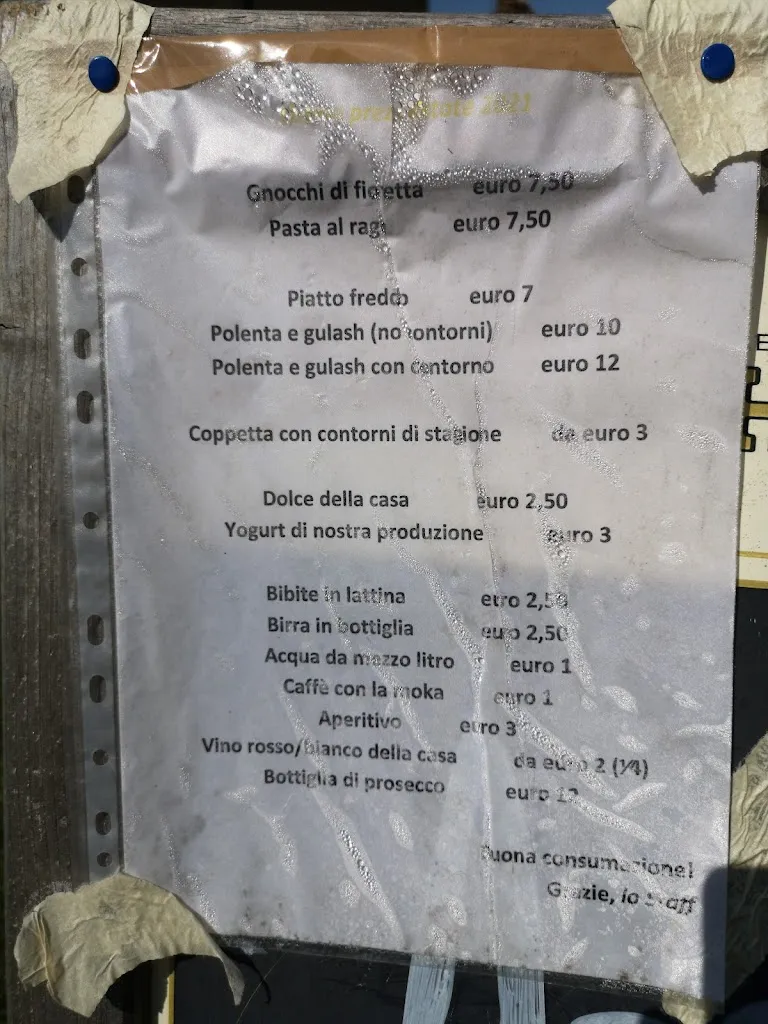 2021
Gnocchi di fioretta euro 7,50
Pasta al ragù euro 7,50
Piatto freddo euro 7
Polenta e gulash (no contorni) euro 10
Polenta e gulash con contorno euro 12
Coppetta con contorni di stagione da euro 3
Dolce della casa euro 2,50
Yogurt di nostra produzione euro 3
Bibite in lattina euro 2,50
Birra in bottiglia euro 2,50
Acqua da mezzo litro euro 1
Caffè con la moka euro 1
Aperitivo euro 3
Vino rosso/bianco della casa da euro 2 (¼)
Bottiglia di prosecco euro
Buona consumazione!
Grazie, lo staff